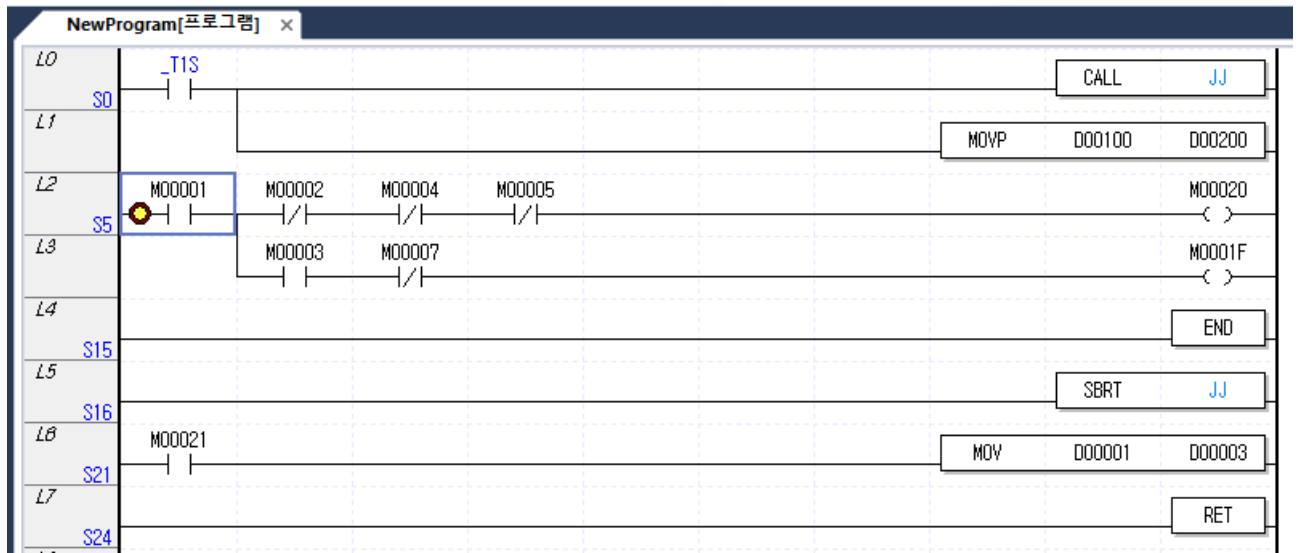 NewProgram[프로그램] ×
L0 _T1S CALL JJ
S0
L1 MOVP D00100 D00200
L2 M00001 M00002 M00004 M00005 M00020
S5
L3 M00003 M00007 M0001F
L4 END
S15
L5 SBRT JJ
S16
L6 M00021 MOV D00001 D00003
S21
L7 RET
S24